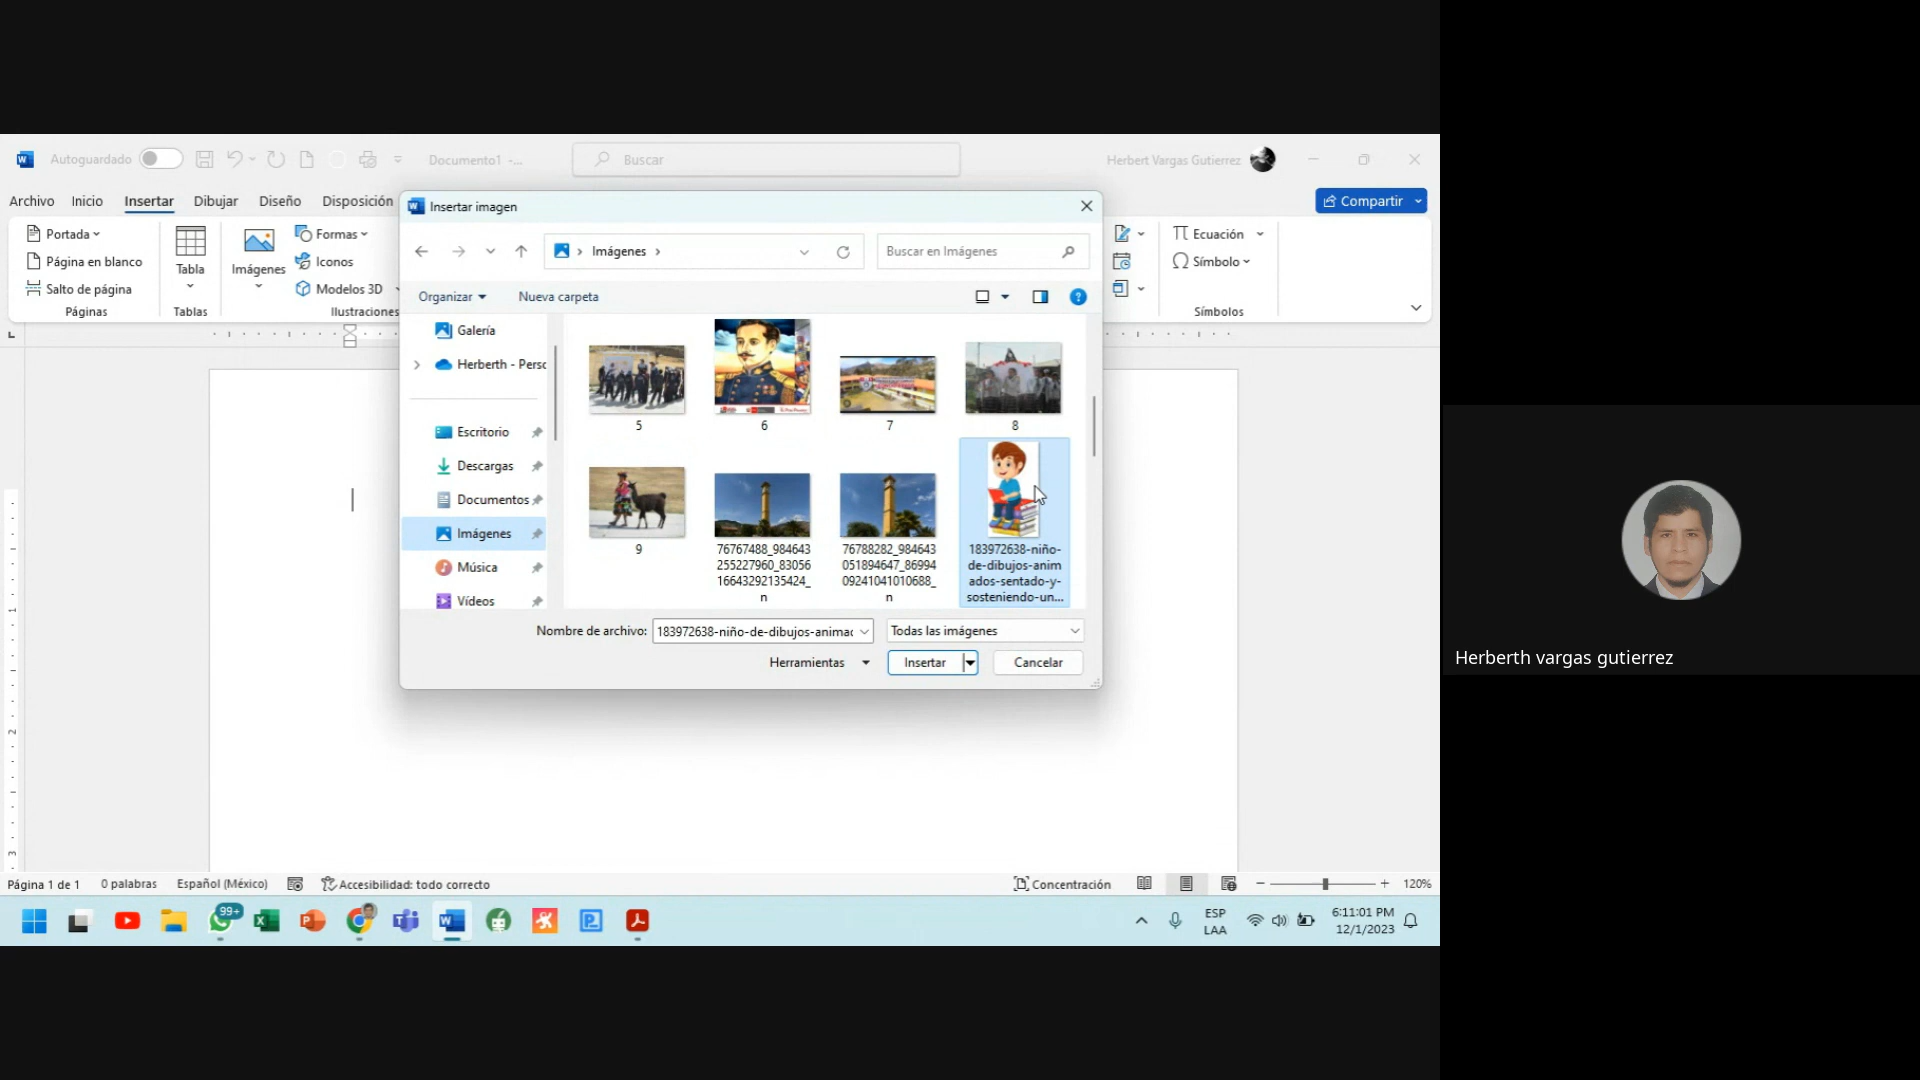 Autoguardado
Documento1 -...
Buscar
Herbert Vargas Gutierrez
Archivo
Inicio
Insertar
Dibujar
Diseño
Disposición
Compartir
Portada
Página en blanco
Salto de página
Páginas
Tabla
Tablas
Imágenes
Formas
Iconos
Modelos 3D
Ilustraciones
Ecuación
Símbolo
Símbolos
Insertar imagen
Imágenes
Buscar en Imágenes
Organizar
Nueva carpeta
Galería
Herberth - Perso
Escritorio
Descargas
Documentos
Imágenes
Música
Vídeos
5
6
7
8
9
76767488_984643
255227960_83056
16643292135424_
n
76788282_984643
051894647_86994
09241041010688_
n
183972638-niño-
de-dibujos-anim
ados-sentado-y-
sosteniendo-un...
Nombre de archivo:
183972638-niño-de-dibujos-animac
Todas las imágenes
Herramientas
Insertar
Cancelar
Página 1 de 1
0 palabras
Español (México)
Accesibilidad: todo correcto
Concentración
120%
99+
ESP
LAA
6:11:01 PM
12/1/2023
Herberth vargas gutierrez